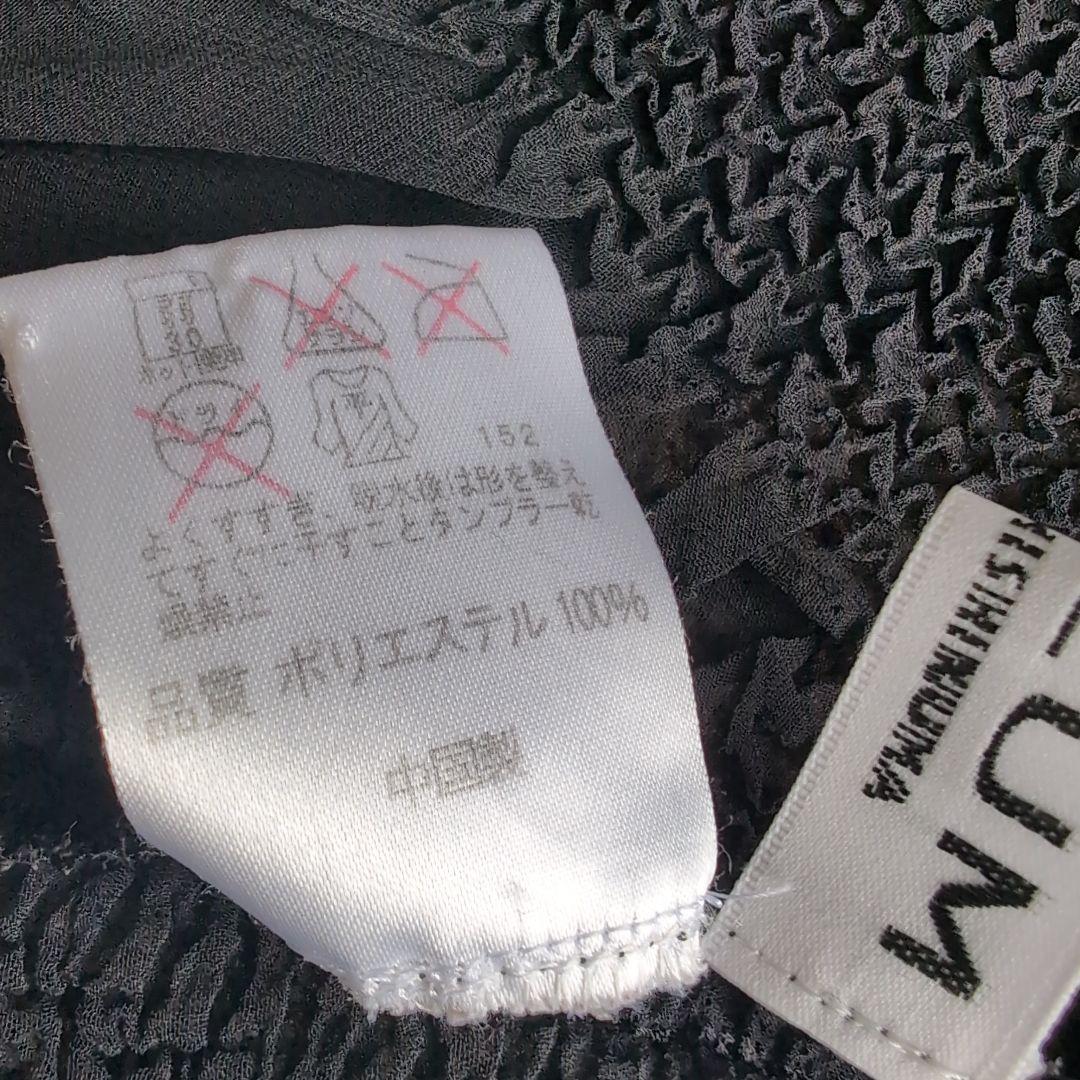 152
よくすすぎ、脱水後は形を整え
てすぐに干すことタンブラー乾
燥禁止
品質 ポリエステル 100%
中国製
UM